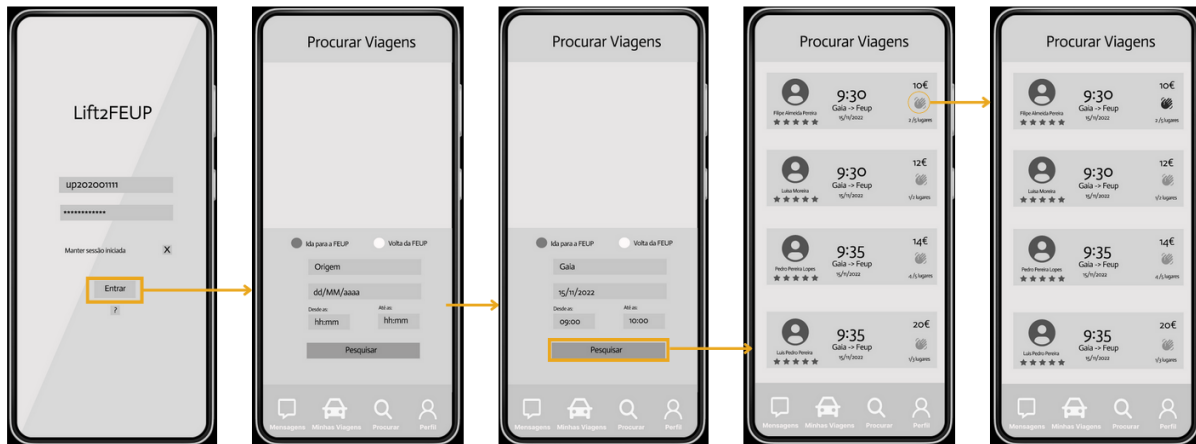 Lift2FEUP
up202001111
************
Manter sessão iniciada
X
Entrar
?
Procurar Viagens
Ida para a FEUP
Volta da FEUP
Origem
dd/MM/aaaa
Desde as:
Até as:
hh:mm
hh:mm
Pesquisar
Mensagens
Minhas Viagens
Procurar
Perfil
Procurar Viagens
Ida para a FEUP
Volta da FEUP
Gaia
15/11/2022
Desde as:
Até as:
09:00
10:00
Pesquisar
Mensagens
Minhas Viagens
Procurar
Perfil
Procurar Viagens
Filipe Almeida Pereira
9:30
Gaia -> Feup
15/11/2022
10€
2 /5 lugares
Luisa Moreira
9:30
Gaia -> Feup
15/11/2022
12€
1/2 lugares
Pedro Pereira Lopes
9:35
Gaia -> Feup
15/11/2022
14€
4 /5 lugares
Luis Pedro Pereira
9:35
Gaia -> Feup
15/11/2022
20€
1/3 lugares
Mensagens
Minhas Viagens
Procurar
Perfil
Procurar Viagens
Filipe Almeida Pereira
9:30
Gaia -> Feup
15/11/2022
10€
2 /5 lugares
Luisa Moreira
9:30
Gaia -> Feup
15/11/2022
12€
1/2 lugares
Pedro Pereira Lopes
9:35
Gaia -> Feup
15/11/2022
14€
4 /5 lugares
Luis Pedro Pereira
9:35
Gaia -> Feup
15/11/2022
20€
1/3 lugares
Mensagens
Minhas Viagens
Procurar
Perfil